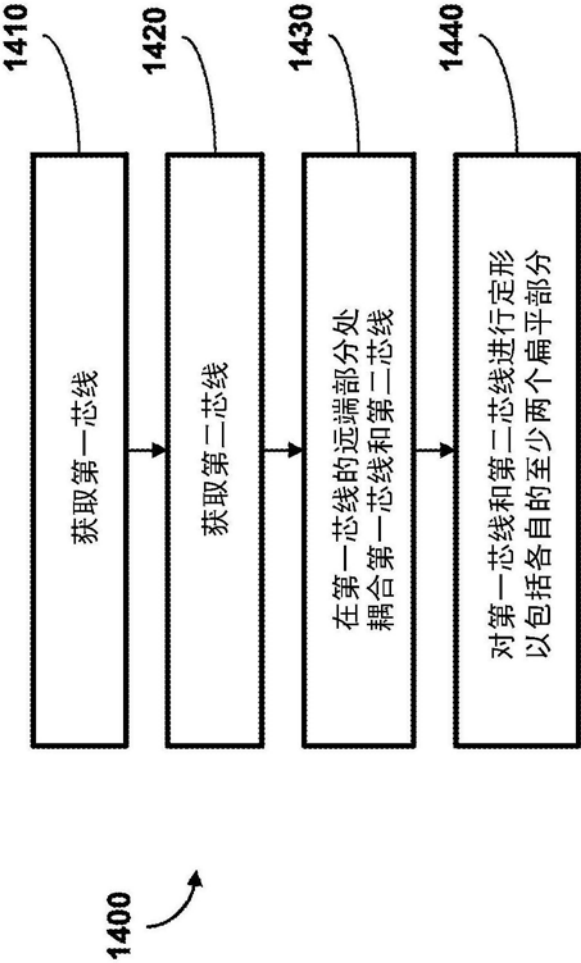 1400
获取第一芯线
1410
获取第二芯线
1420
在第一芯线的远端部分处
耦合第一芯线和第二芯线
1430
对第一芯线和第二芯线进行定形
以包括各自的至少两个扁平部分
1440